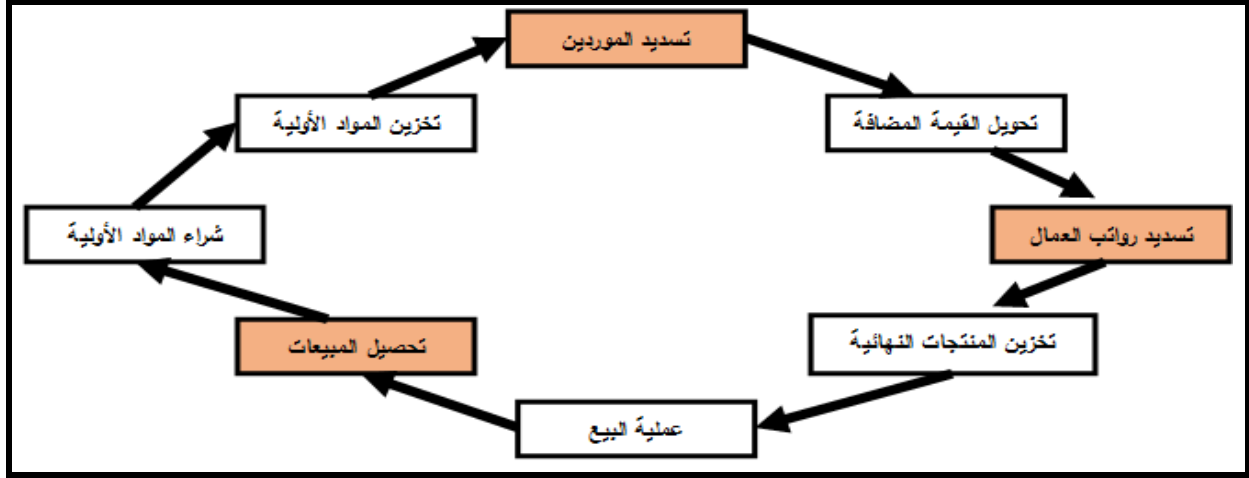 تسديد الموردين
تخزين المواد الأولية
تحويل القيمة المضافة
شراء المواد الأولية
تسديد رواتب العمال
تحصيل المبيعات
تخزين المنتجات النهائية
عملية البيع